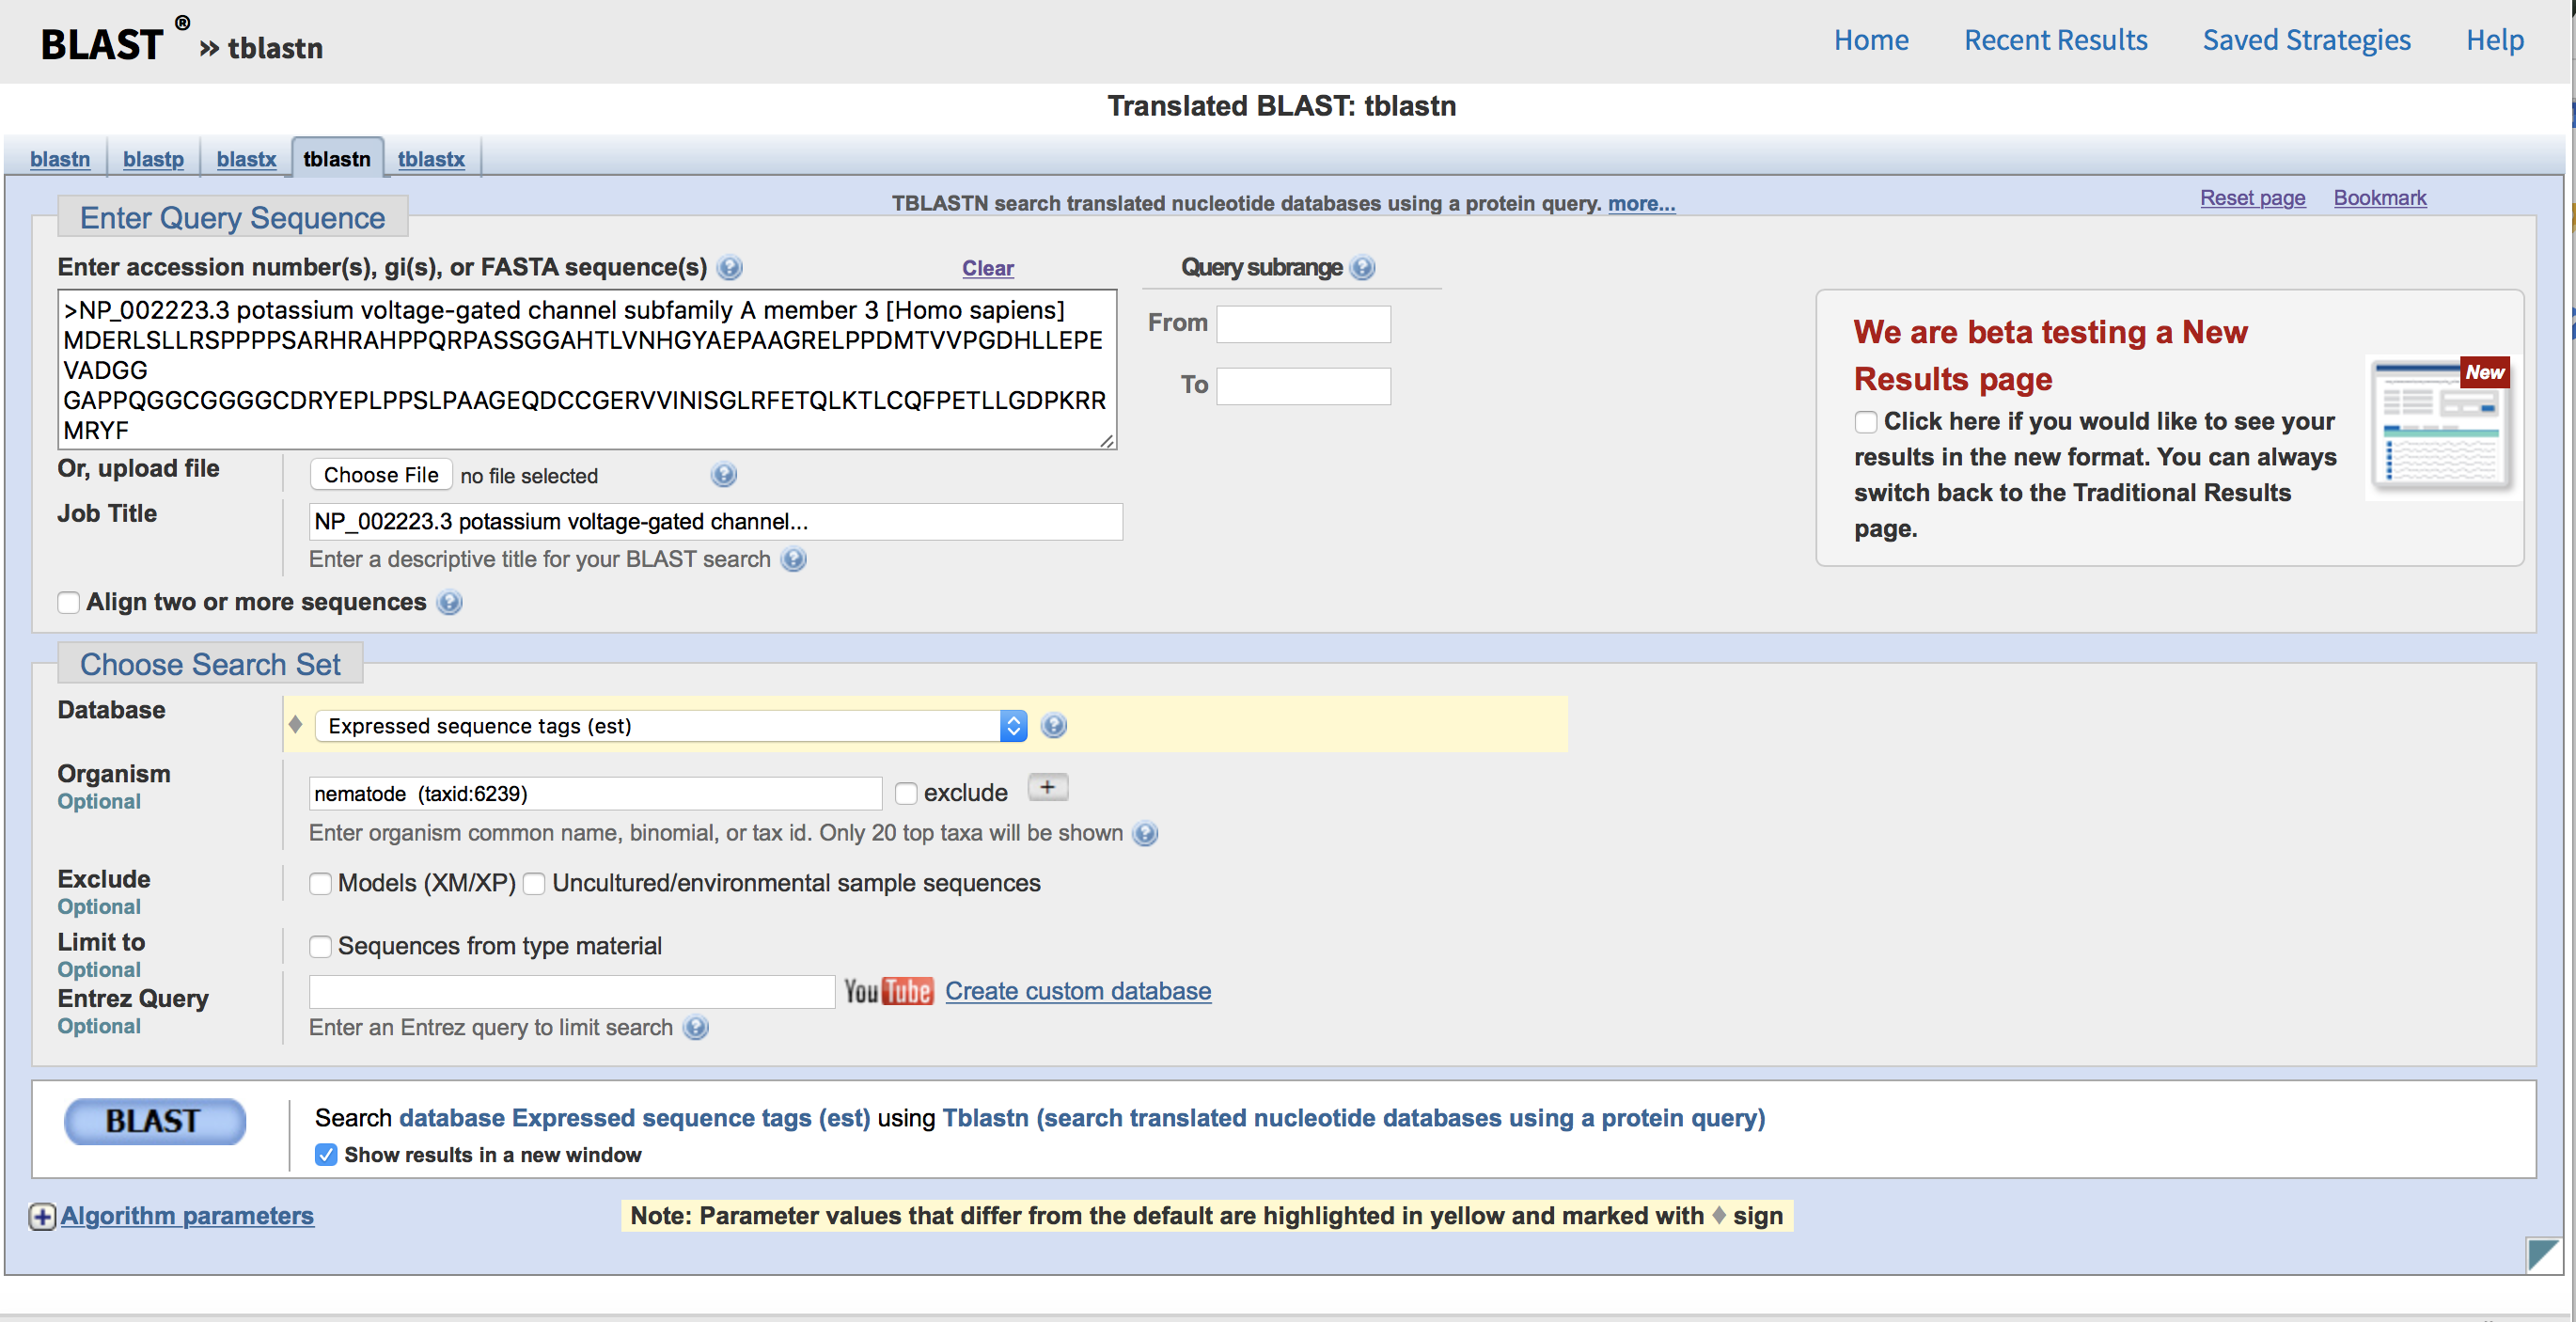 BLAST ® » tblastn
Home Recent Results Saved Strategies Help
Translated BLAST: tblastn
blastn blastp blastx tblastn tblastx
TBLASTN search translated nucleotide databases using a protein query. more...
Reset page Bookmark
Enter Query Sequence
Enter accession number(s), gi(s), or FASTA sequence(s)
Clear
Query subrange
>NP_002223.3 potassium voltage-gated channel subfamily A member 3 [Homo sapiens]
MDERLSLLRSPPPPSARHRAHPPQRPASSGGAHTLVNHGYAEPAAGRELPPDMTVVPGDHLLEPE
VADGG
GAPPQGGCGGGGCDRYEPLPPSLPAAGEQDCCGERVVINISGLRFETQLKTLCQFPETLLGDPKRR
MRYF
From
To
We are beta testing a New
Results page
New
Click here if you would like to see your
results in the new format. You can always
switch back to the Traditional Results
page.
Or, upload file
Choose File no file selected
Job Title
NP_002223.3 potassium voltage-gated channel...
Enter a descriptive title for your BLAST search
Align two or more sequences
Choose Search Set
Database
Expressed sequence tags (est)
Organism
Optional
nematode (taxid:6239)
exclude
+
Enter organism common name, binomial, or tax id. Only 20 top taxa will be shown
Exclude
Optional
Models (XM/XP) Uncultured/environmental sample sequences
Limit to
Optional
Sequences from type material
Entrez Query
Optional
YouTube Create custom database
Enter an Entrez query to limit search
BLAST
Search database Expressed sequence tags (est) using Tblastn (search translated nucleotide databases using a protein query)
Show results in a new window
Algorithm parameters
Note: Parameter values that differ from the default are highlighted in yellow and marked with ♦ sign